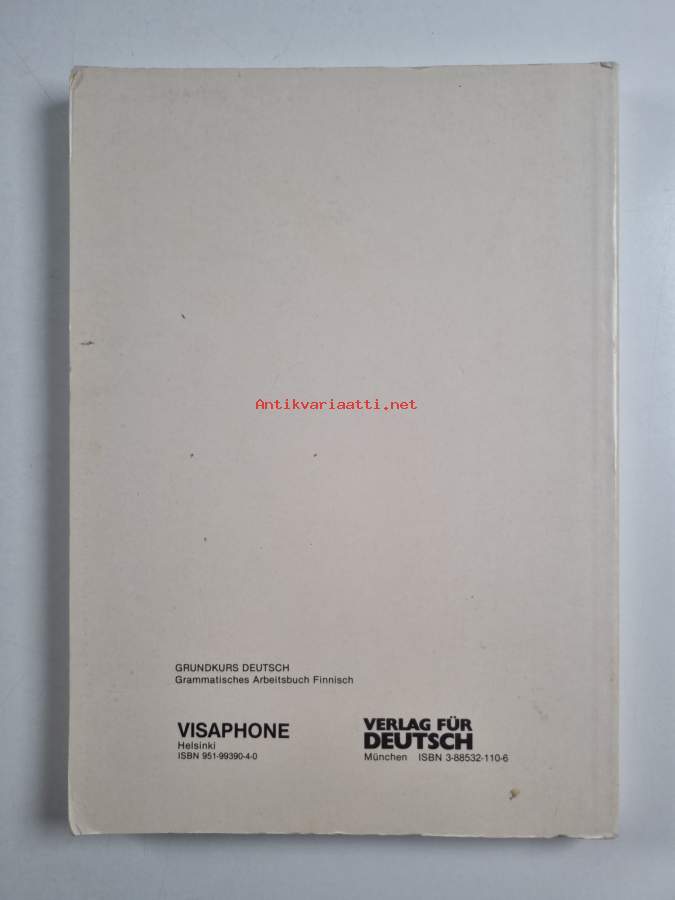 Antikvariaatti.net
GRUNDKURS DEUTSCH
Grammatisches Arbeitsbuch Finnisch
VISAPHONE
Helsinki
ISBN 951-99390-4-0
VERLAG FÜR
DEUTSCH
München ISBN 3-88532-110-6